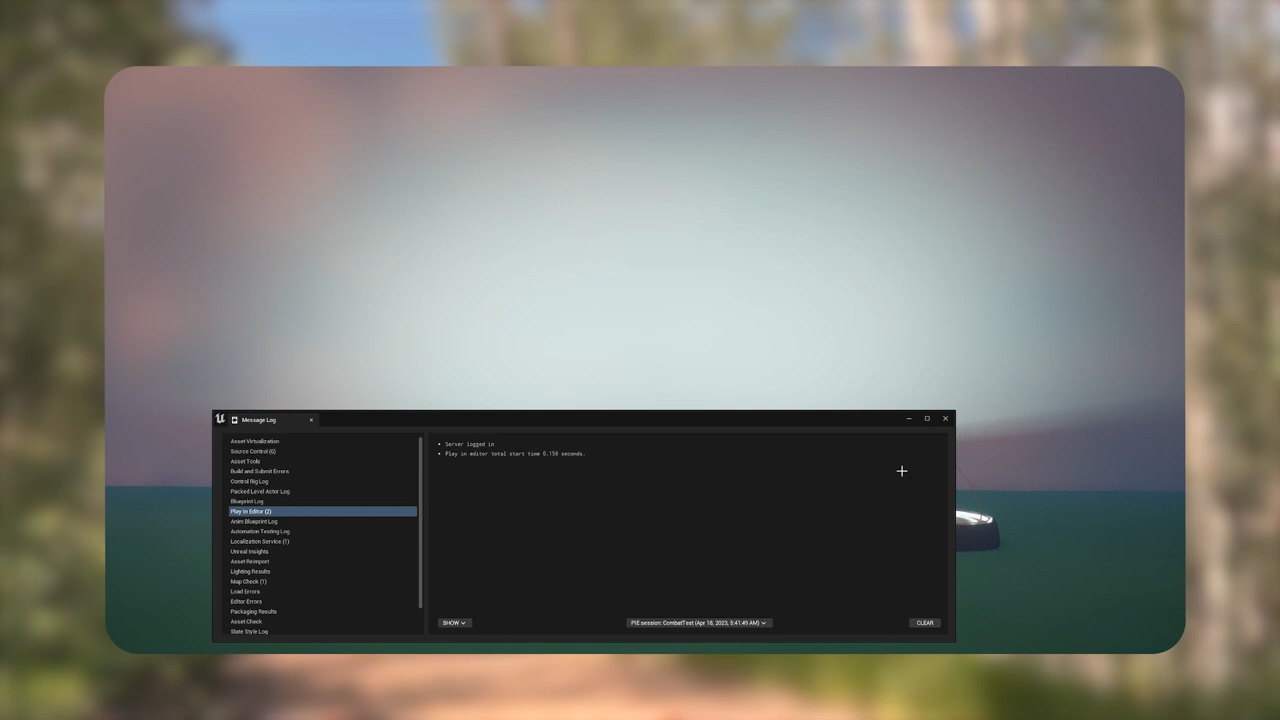 Message Log
Asset Virtualization
Source Control (6)
Asset Tools
Build and Submit Errors
Control Rig Log
Packed Level Actor Log
Blueprint Log
Play In Editor (2)
Anim Blueprint Log
Automation Testing Log
Localization Service (1)
Unreal Insights
Asset Reimport
Lighting Results
Map Check (1)
Load Errors
Editor Errors
Packaging Results
Asset Check
Slate Style Log
Server logged in
Play in editor total start time 0.159 seconds.
SHOW
PIE session: CombatTest (Apr 18, 2023, 5:41:49 AM)
CLEAR